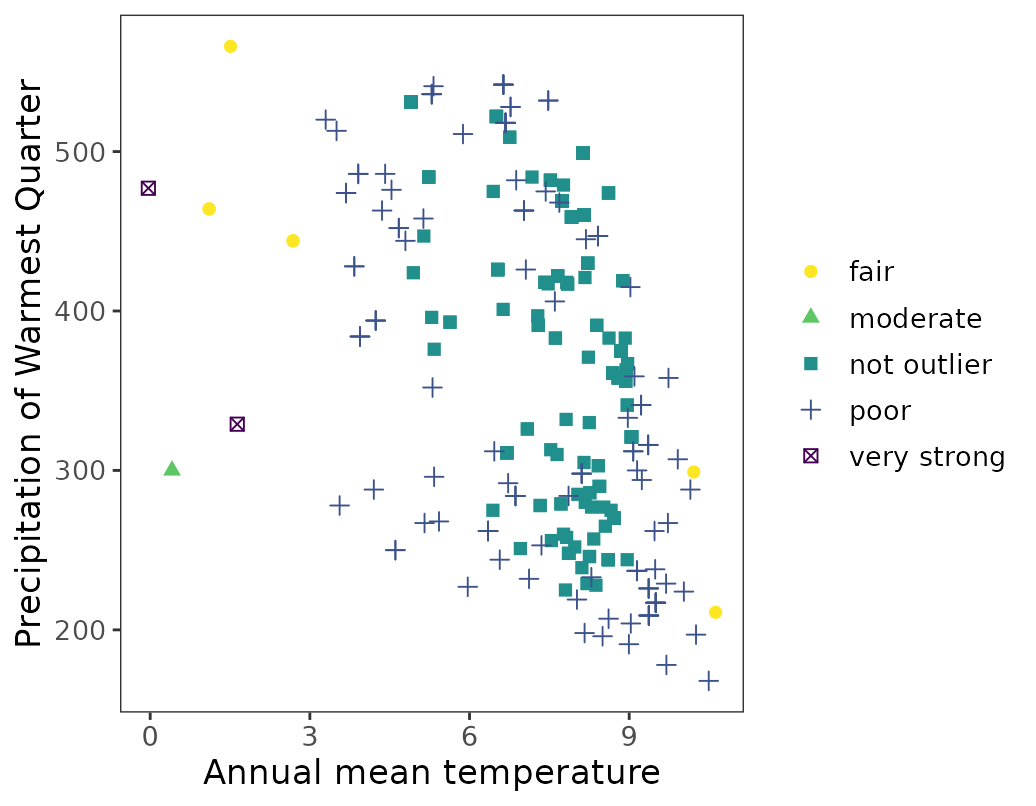 Precipitation of Warmest Quarter
500
400
300
200
0 3 6 9
Annual mean temperature
fair
moderate
not outlier
poor
very strong